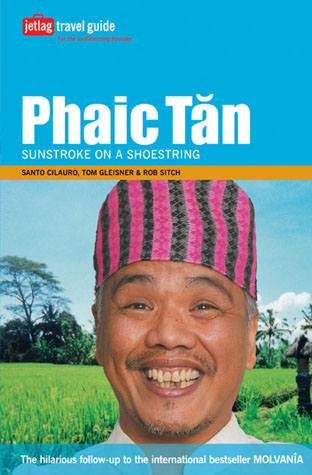 jetlag travel guide
For the undiscerning traveller
Phaic Tăn
SUNSTROKE ON A SHOESTRING
SANTO CILAURO, TOM GLEISNER & ROB SITCH
The hilarious follow-up to the international bestseller MOLVANÎA